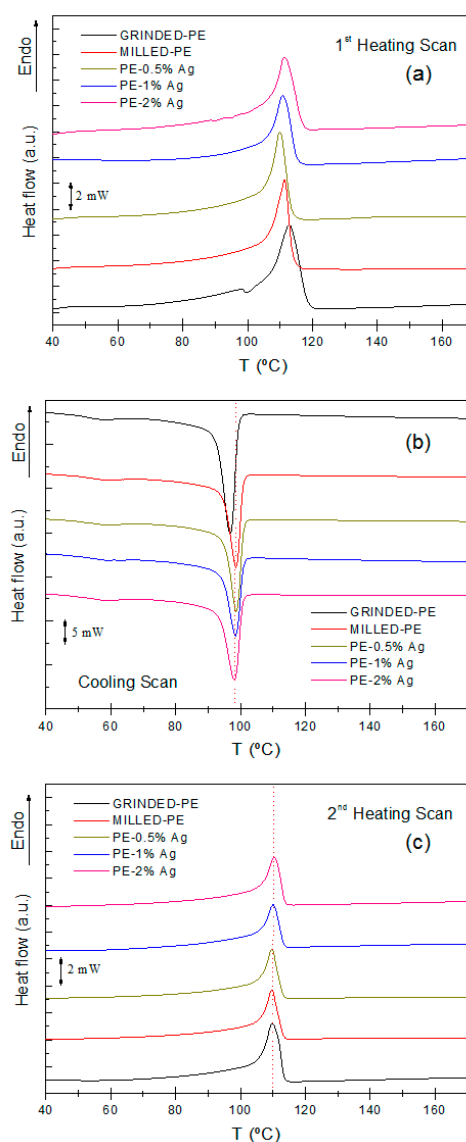 Endo
Heat flow (a.u.)
GRINDED-PE
MILLED-PE
PE-0.5% Ag
PE-1% Ag
PE-2% Ag
1st Heating Scan
(a)
2 mW
40 60 80 100 120 140 160
T (ºC)
Endo
Heat flow (a.u.)
(b)
5 mW
Cooling Scan
GRINDED-PE
MILLED-PE
PE-0.5% Ag
PE-1% Ag
PE-2% Ag
40 60 80 100 120 140 160
T (ºC)
Endo
Heat flow (a.u.)
GRINDED-PE
MILLED-PE
PE-0.5% Ag
PE-1% Ag
PE-2% Ag
2nd Heating Scan
(c)
2 mW
40 60 80 100 120 140 160
T (ºC)